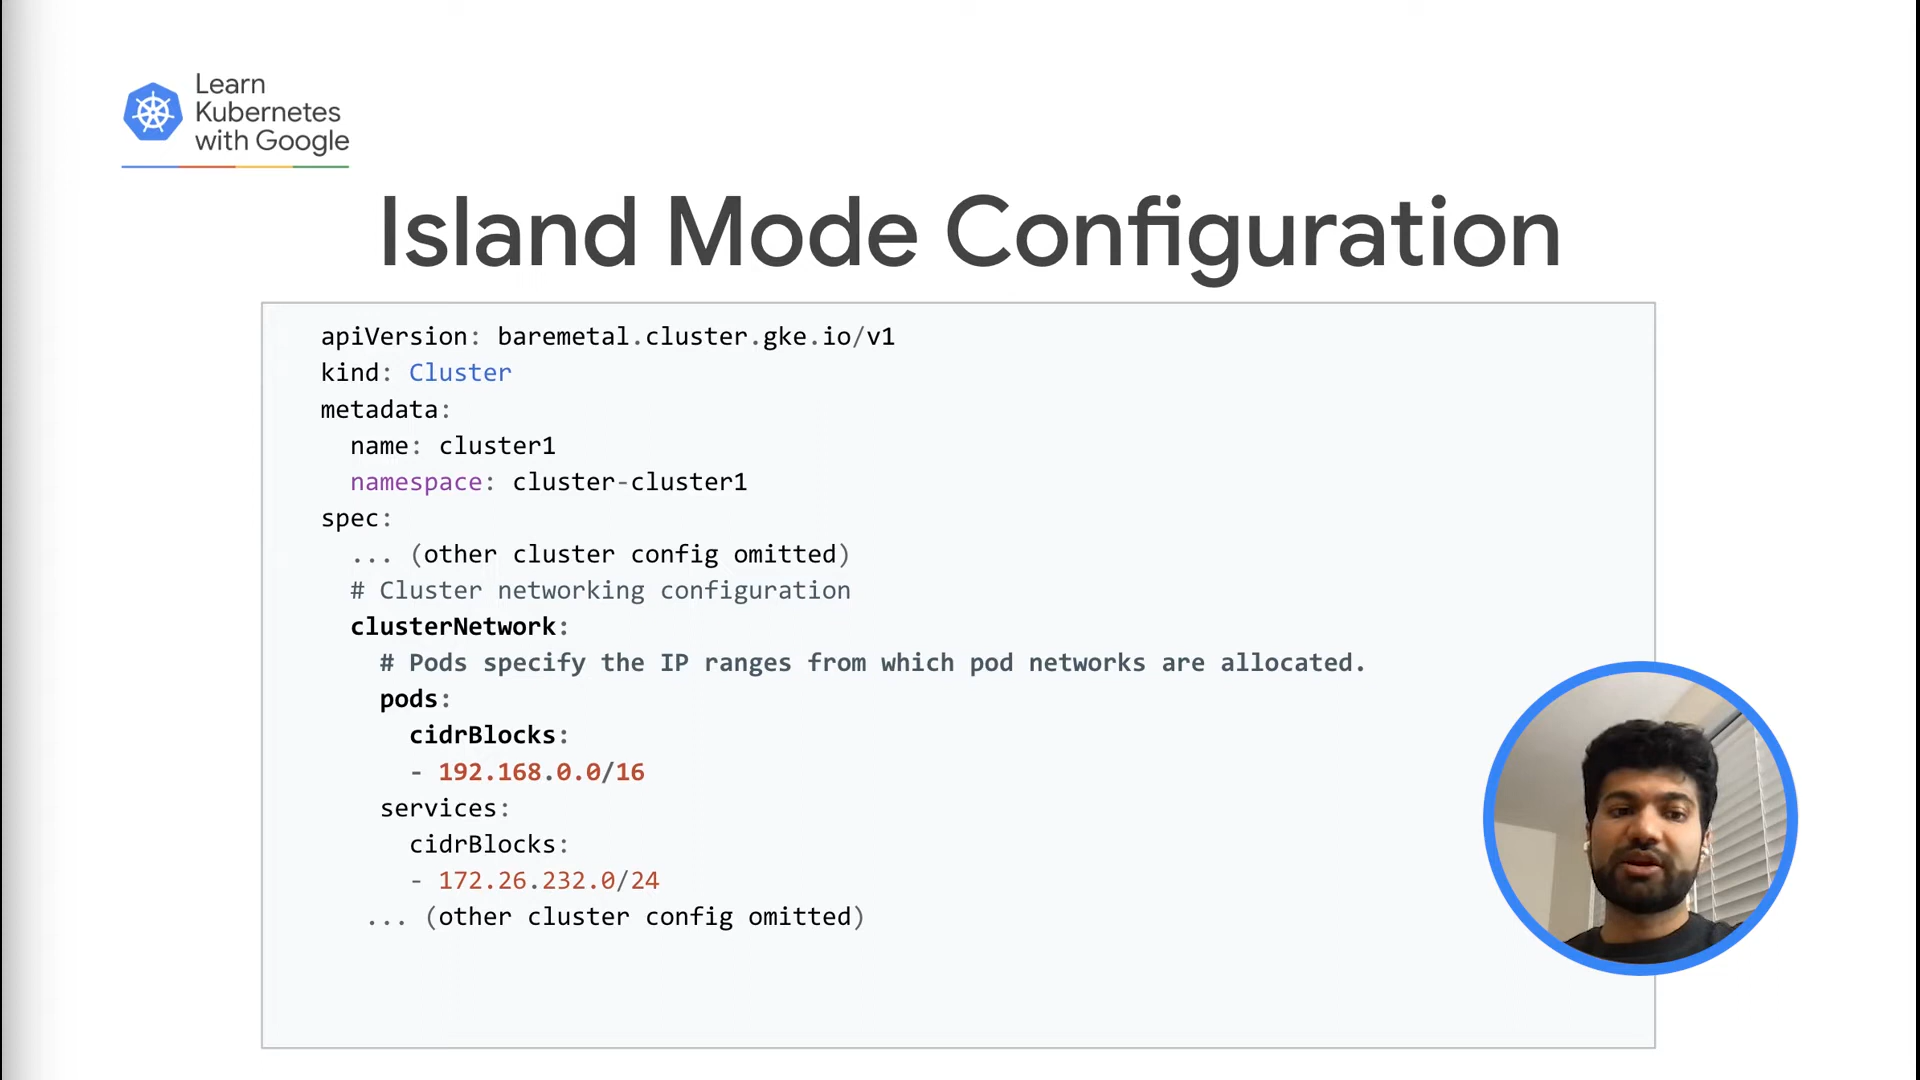 Learn
Kubernetes
with Google
Island Mode Configuration
apiVersion: baremetal.cluster.gke.io/v1
kind: Cluster
metadata:
  name: cluster1
  namespace: cluster-cluster1
spec:
  ... (other cluster config omitted)
  # Cluster networking configuration
  clusterNetwork:
    # Pods specify the IP ranges from which pod networks are allocated.
    pods:
      cidrBlocks:
      - 192.168.0.0/16
    services:
      cidrBlocks:
      - 172.26.232.0/24
   ... (other cluster config omitted)